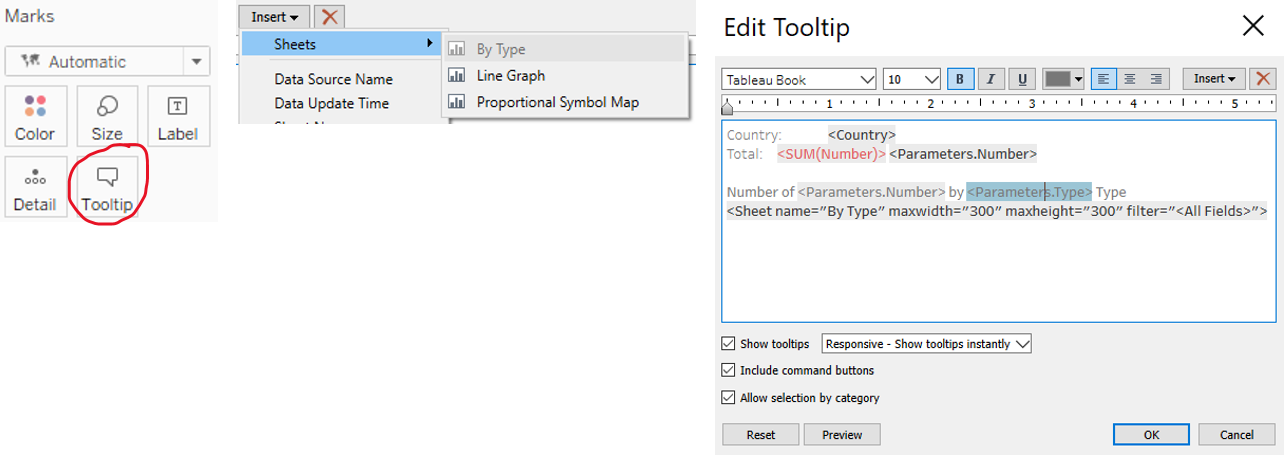 Marks
Automatic
Color
Size
Label
Detail
Tooltip
Insert
Sheets
By Type
Line Graph
Proportional Symbol Map
Data Source Name
Data Update Time
Edit Tooltip
Tableau Book 10 B I U Insert
1 2 3 4 5
Country: <Country>
Total: <SUM(Number)> <Parameters.Number>
Number of <Parameters.Number> by <Parameters.Type> Type
<Sheet name="By Type" maxwidth="300" maxheight="300" filter="<All Fields>">
Show tooltips Responsive - Show tooltips instantly
Include command buttons
Allow selection by category
Reset Preview OK Cancel